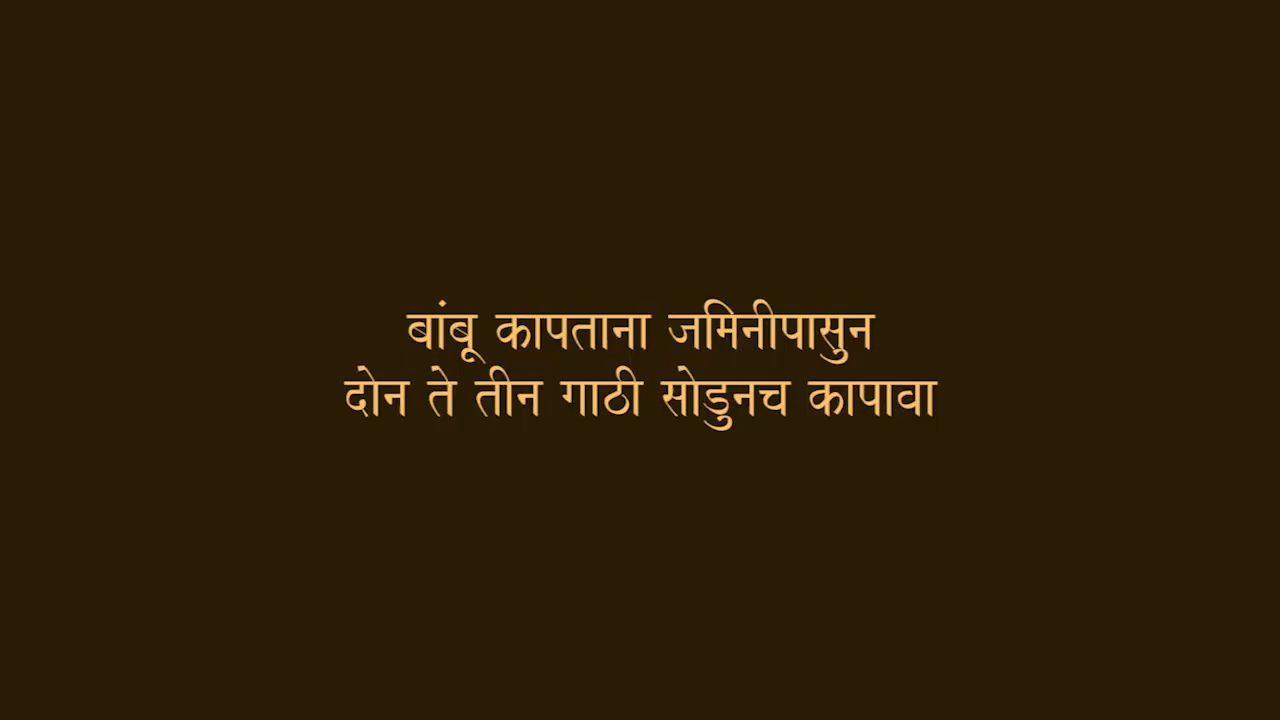 बांबू कापताना जमिनीपासुन
दोन ते तीन गाठी सोडुनच कापावा